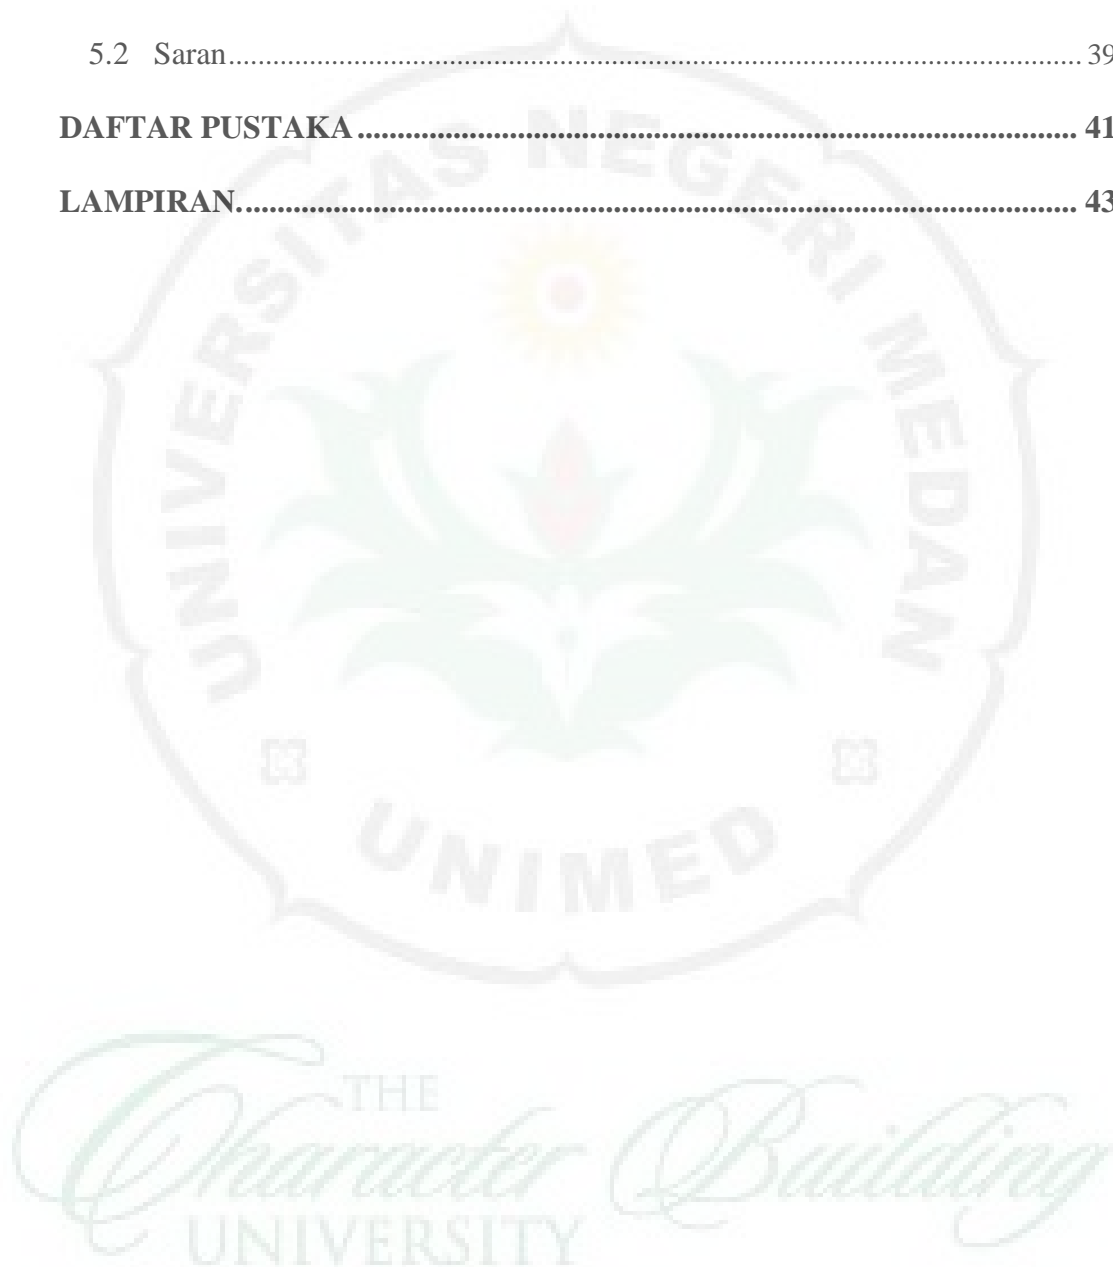 5.2 Saran........................................................................................................ 39
DAFTAR PUSTAKA......................................................................................... 41
LAMPIRAN....................................................................................................... 43
UNIVERSITAS NEGERI MEDAN
UNIMED
THE
Character Building
UNIVERSITY